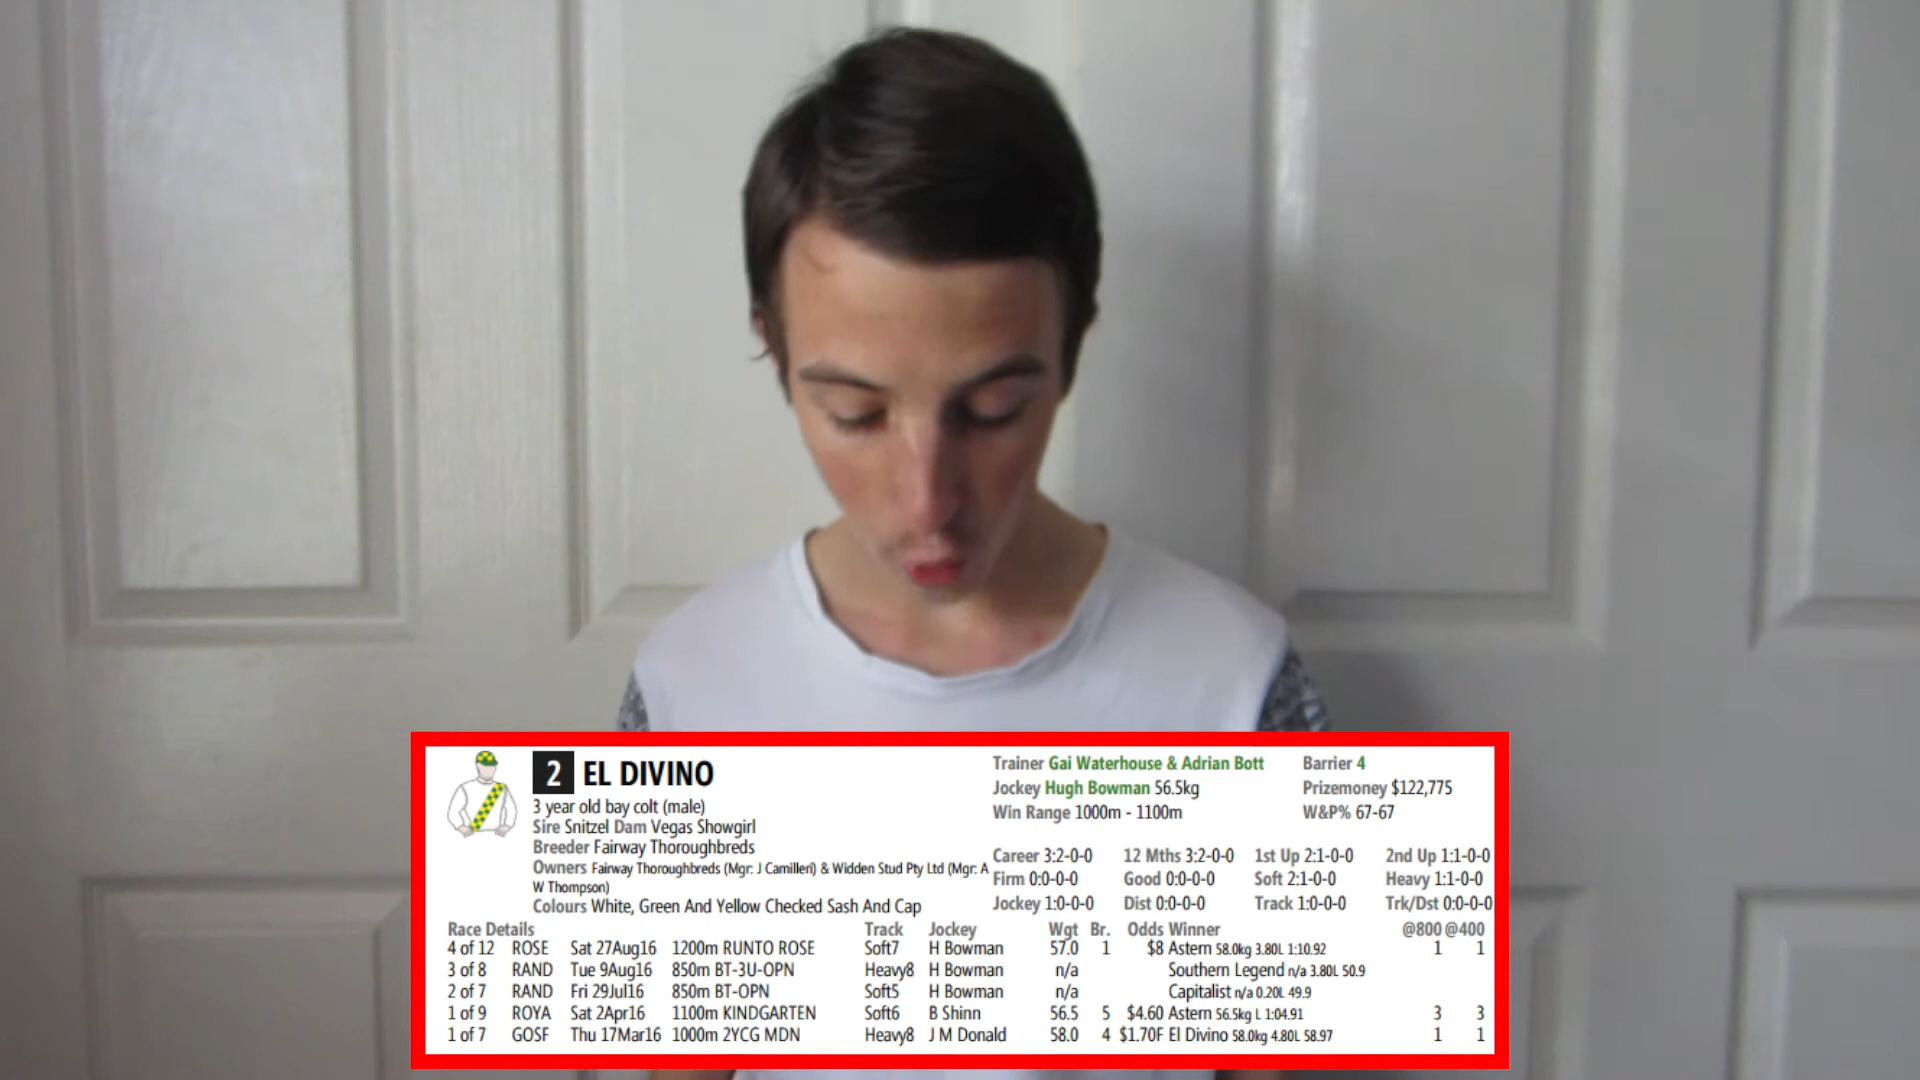 2 EL DIVINO
3 year old bay colt (male)
Sire Snitzel Dam Vegas Showgirl
Breeder Fairway Thoroughbreds
Owners Fairway Thoroughbreds (Mgr: J Camilleri) & Widden Stud Pty Ltd (Mgr: A
W Thompson)
Colours White, Green And Yellow Checked Sash And Cap
Trainer Gai Waterhouse & Adrian Bott Barrier 4
Jockey Hugh Bowman 56.5kg Prizemoney $122,775
Win Range 1000m - 1100m W&P% 67-67
Career 3:2-0-0 12 Mths 3:2-0-0 1st Up 2:1-0-0 2nd Up 1:1-0-0
Firm 0:0-0-0 Good 0:0-0-0 Soft 2:1-0-0 Heavy 1:1-0-0
Jockey 1:0-0-0 Dist 0:0-0-0 Track 1:0-0-0 Trk/Dst 0:0-0-0
Race Details Track Jockey Wgt Br. Odds Winner @800 @400
4 of 12 ROSE Sat 27Aug16 1200m RUNTO ROSE Soft7 H Bowman 57.0 1 $8 Astern 58.0kg 3.80L 1:10.92 1 1
3 of 8 RAND Tue 9Aug16 850m BT-3U-OPN Heavy8 H Bowman n/a Southern Legend n/a 3.80L 50.9
2 of 7 RAND Fri 29Jul16 850m BT-OPN Soft5 H Bowman n/a Capitalist n/a 0.20L 49.9
1 of 9 ROYA Sat 2Apr16 1100m KINDGARTEN Soft6 B Shinn 56.5 5 $4.60 Astern 56.5kg L 1:04.91 3 3
1 of 7 GOSF Thu 17Mar16 1000m 2YCG MDN Heavy8 J M Donald 58.0 4 $1.70F El Divino 58.0kg 4.80L 58.97 1 1